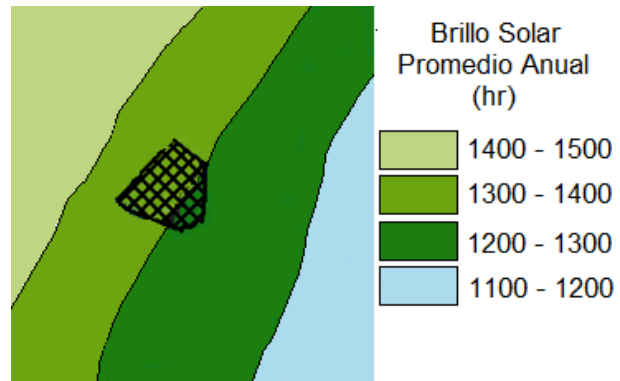 Brillo Solar
Promedio Anual
(hr)
1400 - 1500
1300 - 1400
1200 - 1300
1100 - 1200